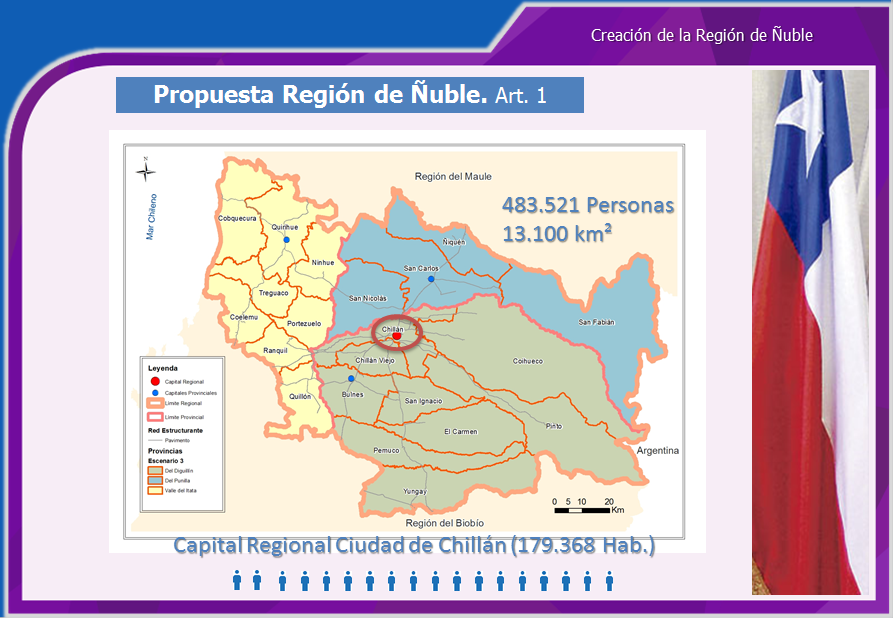 Creación de la Región de Ñuble
Propuesta Región de Ñuble. Art. 1
N
Región del Maule
483.521 Personas
13.100 km²
Mar Chileno
Cobquecura
Quirihue
Ninhue
Ñiquén
San Carlos
San Nicolás
Treguaco
Coelemu
Portezuelo
San Fabián
Chillán
Ranquil
Chillán Viejo
Coihueco
Quillón
Bulnes
San Ignacio
El Carmen
Pinto
Pemuco
Argentina
Yungay
Leyenda
Capital Regional
Capitales Provinciales
Límite Regional
Límite Provincial
Red Estructurante
Pavimento
Provincias
Escenario 3
Del Diguillín
Del Punilla
Valle del Itata
0 5 10 20
Km
Región del Biobío
Capital Regional Ciudad de Chillán (179.368 Hab.)